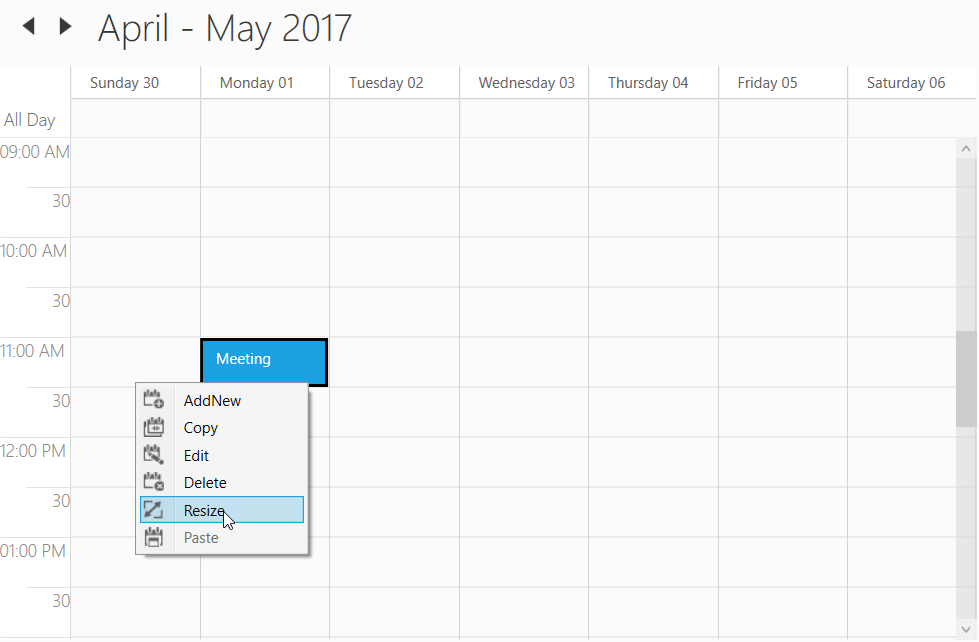 April - May 2017
Sunday 30 Monday 01 Tuesday 02 Wednesday 03 Thursday 04 Friday 05 Saturday 06
All Day
09:00 AM
30
10:00 AM
30
11:00 AM
Meeting
30
AddNew
Copy
12:00 PM
Edit
Delete
30
Resize
Paste
01:00 PM
30